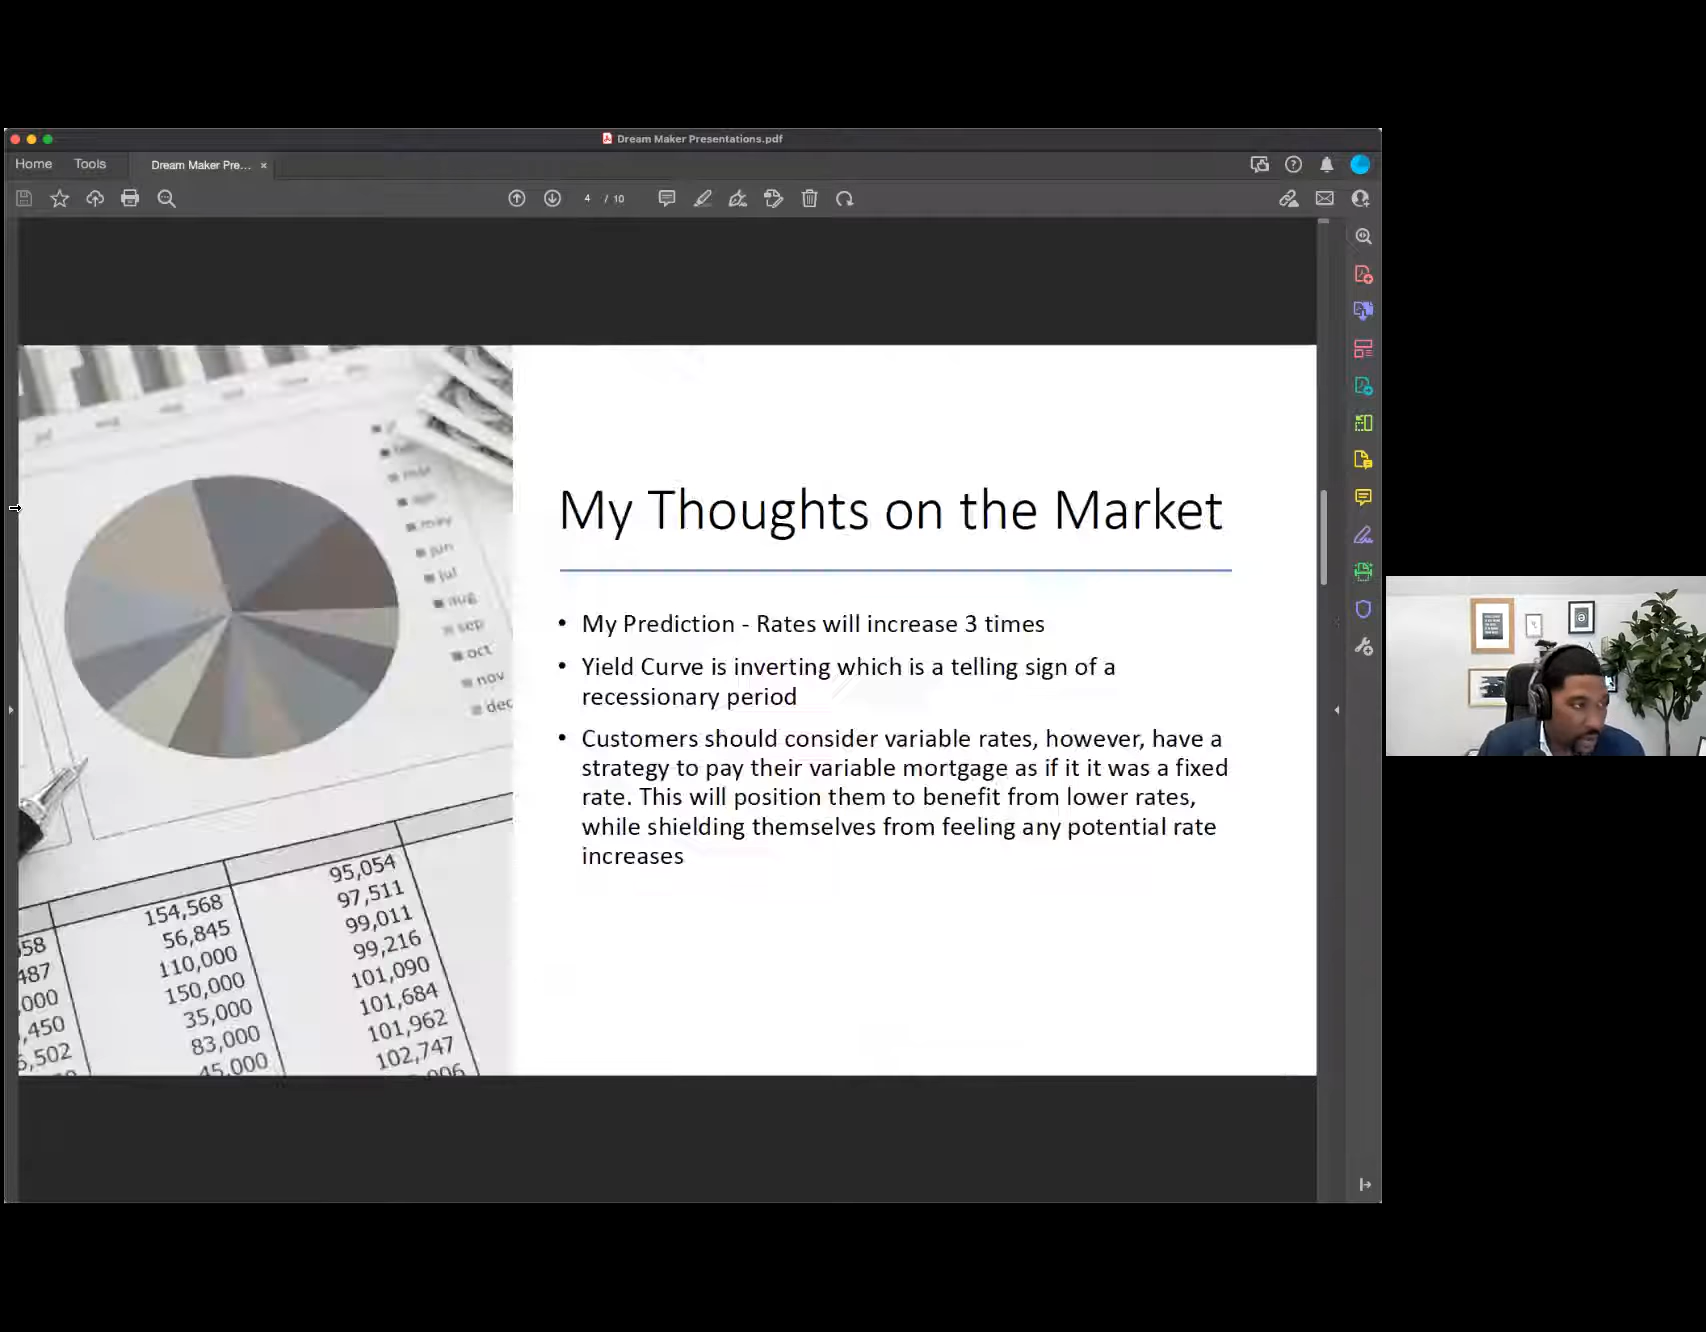 Dream Maker Presentations.pdf
Home
Tools
Dream Maker Pre...
4 / 10
My Thoughts on the Market
• My Prediction - Rates will increase 3 times
• Yield Curve is inverting which is a telling sign of a
recessionary period
• Customers should consider variable rates, however, have a
strategy to pay their variable mortgage as if it it was a fixed
rate. This will position them to benefit from lower rates,
while shielding themselves from feeling any potential rate
increases
may
jun
jul
aug
sep
oct
nov
dec
154,568
56,845
110,000
150,000
35,000
83,000
45,000
95,054
97,511
99,011
99,216
101,090
101,684
101,962
102,747